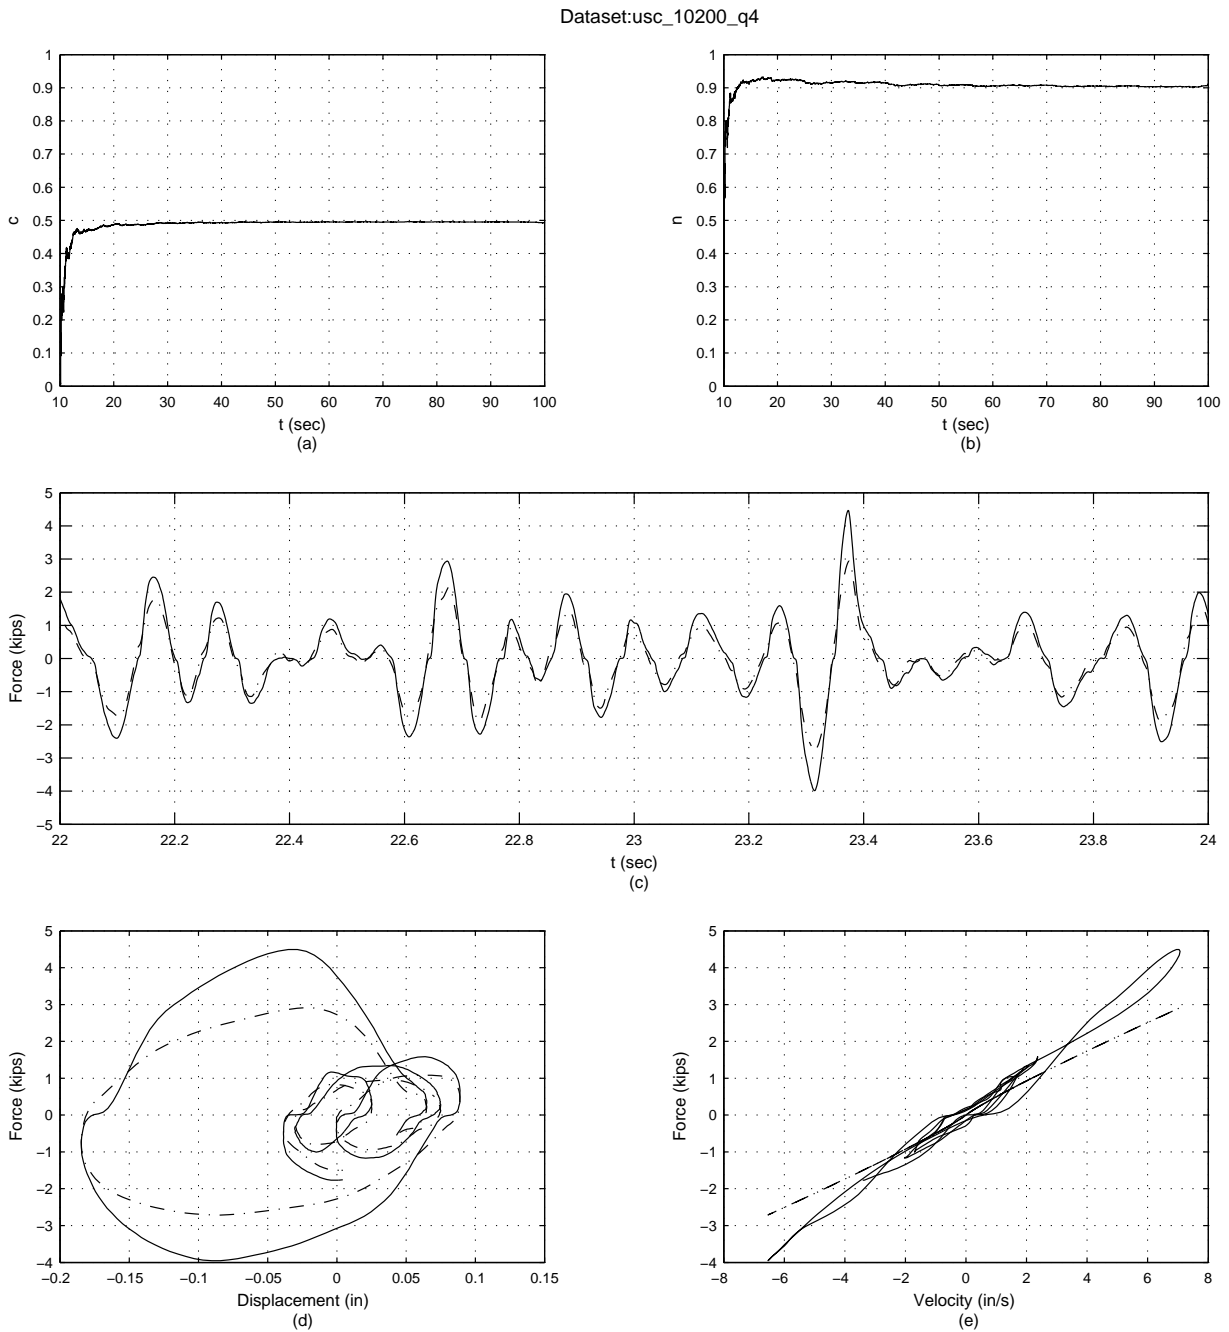 Dataset:usc_10200_q4
1
0.9
0.8
0.7
0.6
0.5
0.4
0.3
0.2
0.1
0
c
10 20 30 40 50 60 70 80 90 100
t (sec)
(a)
1
0.9
0.8
0.7
0.6
0.5
0.4
0.3
0.2
0.1
0
n
10 20 30 40 50 60 70 80 90 100
t (sec)
(b)
5
4
3
2
1
0
−1
−2
−3
−4
−5
Force (kips)
22 22.2 22.4 22.6 22.8 23 23.2 23.4 23.6 23.8 24
t (sec)
(c)
5
4
3
2
1
0
−1
−2
−3
−4
Force (kips)
−0.2 −0.15 −0.1 −0.05 0 0.05 0.1 0.15
Displacement (in)
(d)
5
4
3
2
1
0
−1
−2
−3
−4
Force (kips)
−8 −6 −4 −2 0 2 4 6 8
Velocity (in/s)
(e)